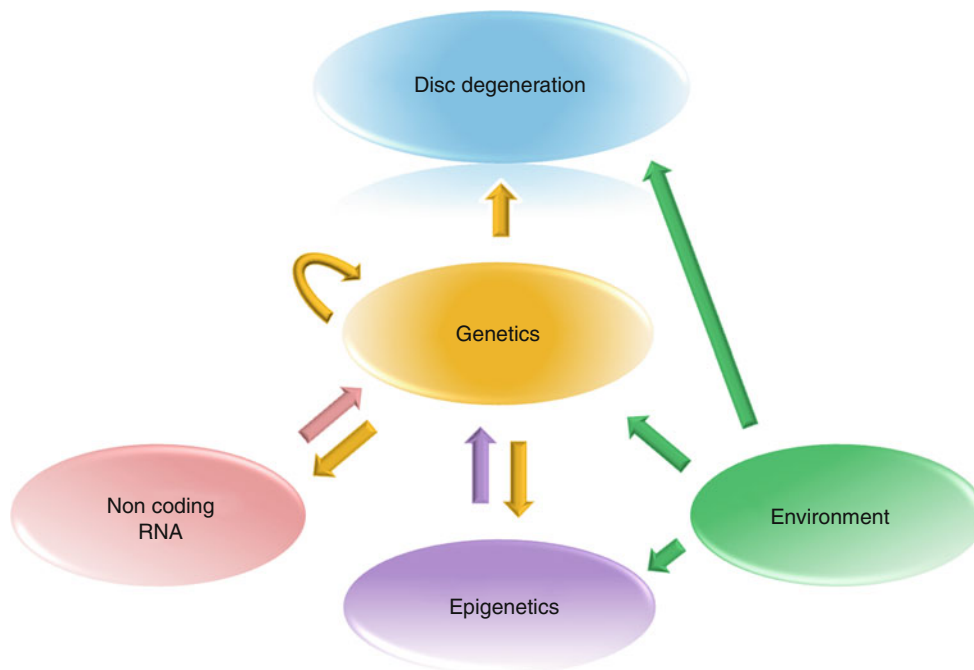 Disc degeneration
Genetics
Non coding
RNA
Environment
Epigenetics